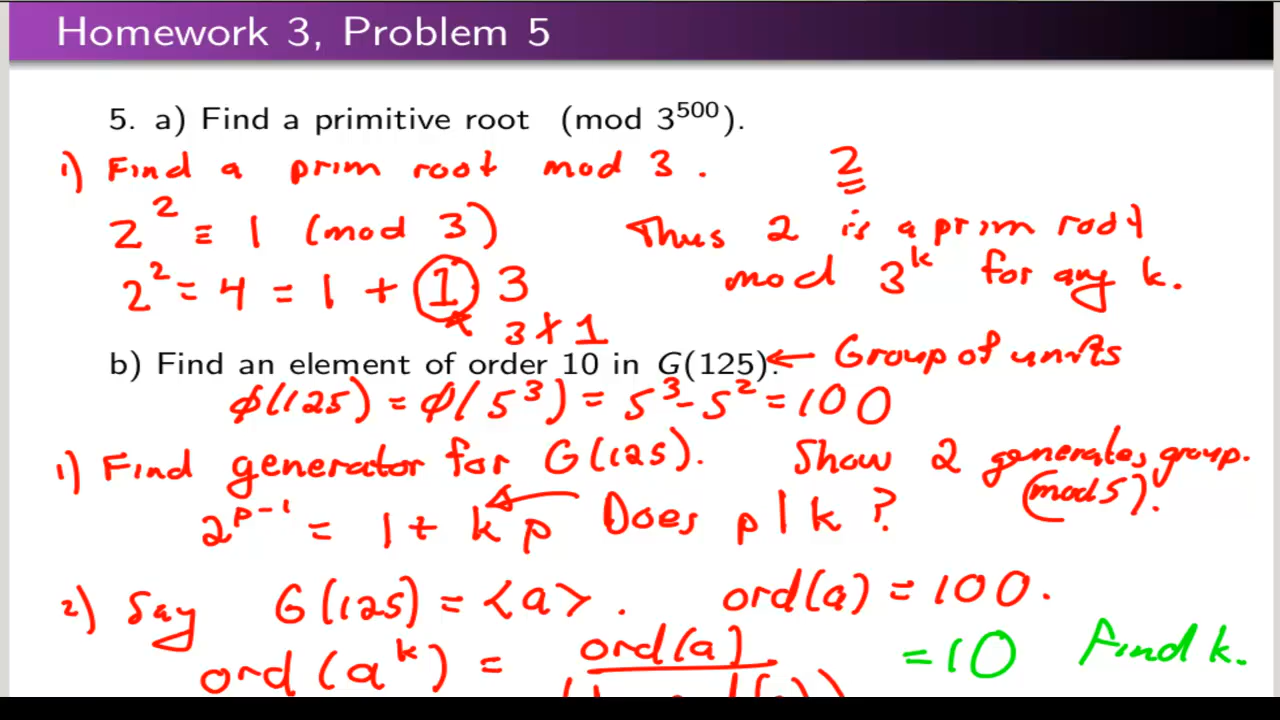 Homework 3, Problem 5
5. a) Find a primitive root (mod 3^500).
1) Find a prim root mod 3. 2
2^2 ≡ 1 (mod 3) Thus 2 is a prim root
2^2 = 4 = 1 + 1 3 mod 3^k for any k.
3 ∤ 1
b) Find an element of order 10 in G(125). ← Group of units
ϕ(125) = ϕ(5^3) = 5^3 - 5^2 = 100
1) Find generator for G(125). Show 2 generates group.
(mod 5).
2^{p-1} = 1 + k p Does p | k ?
2) Say G(125) = <a>. ord(a) = 100.
ord(a^k) = ord(a) = 10 Find k.